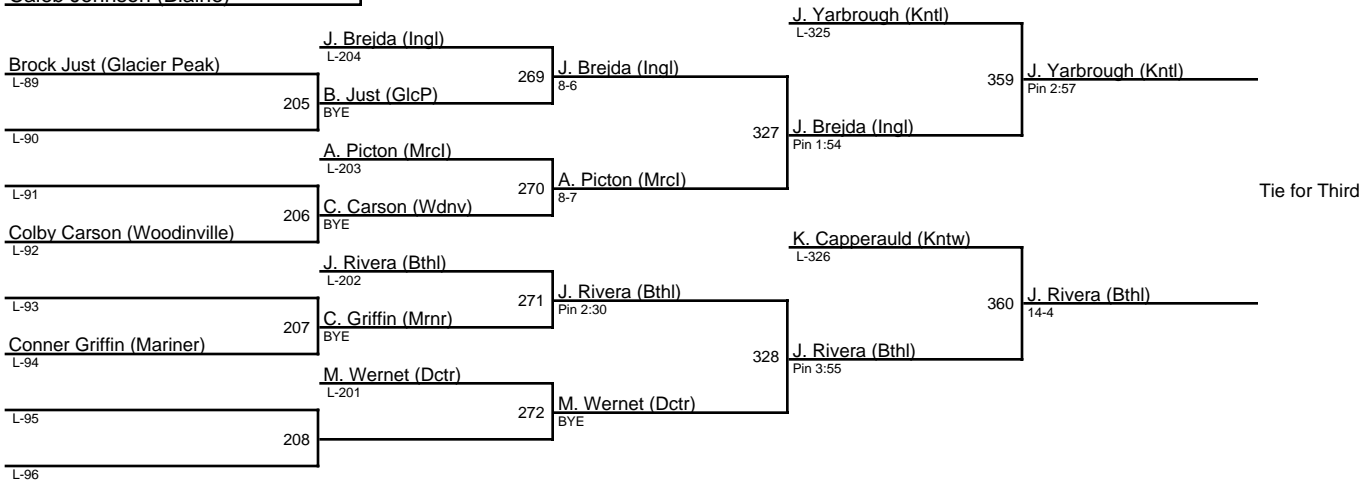 Brock Just (Glacier Peak)
L-89
205
L-90
L-91
206
Colby Carson (Woodinville)
L-92
L-93
207
Conner Griffin (Mariner)
L-94
L-95
208
L-96
J. Brejda (Ingl)
L-204
269
B. Just (GlcP)
BYE
A. Picton (Mrcl)
L-203
270
C. Carson (Wdnv)
BYE
J. Rivera (Bthl)
L-202
271
C. Griffin (Mrnr)
BYE
M. Wernet (Dctr)
L-201
272
J. Brejda (Ingl)
8-6
327
A. Picton (Mrcl)
8-7
J. Rivera (Bthl)
Pin 2:30
328
M. Wernet (Dctr)
BYE
J. Yarbrough (Kntl)
L-325
359
J. Brejda (Ingl)
Pin 1:54
K. Capperauld (Kntw)
L-326
360
J. Rivera (Bthl)
Pin 3:55
J. Yarbrough (Kntl)
Pin 2:57
Tie for Third
J. Rivera (Bthl)
14-4